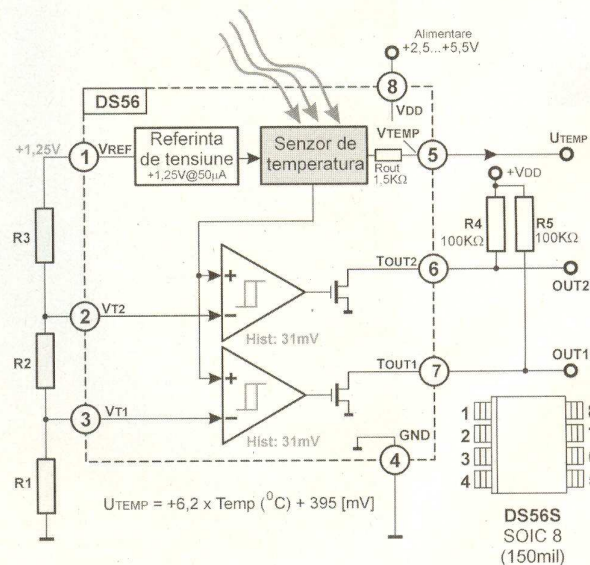 Alimentare
+2,5...+5,5V
DS56
8
VDD
+1,25V
1
VREF
Referinta
de tensiune
+1,25V@50µA
Senzor de
temperatura
VTEMP
Rout
1,5KΩ
5
UTEMP
+VDD
R4
100KΩ
R5
100KΩ
R3
+
−
Hist: 31mV
TOUT2
6
OUT2
2
VT2
R2
+
−
Hist: 31mV
TOUT1
7
OUT1
3
VT1
GND
4
R1
UTEMP = +6,2 x Temp (⁰C) + 395 [mV]
1
2
3
4
8
DS56S
SOIC 8
(150mil)